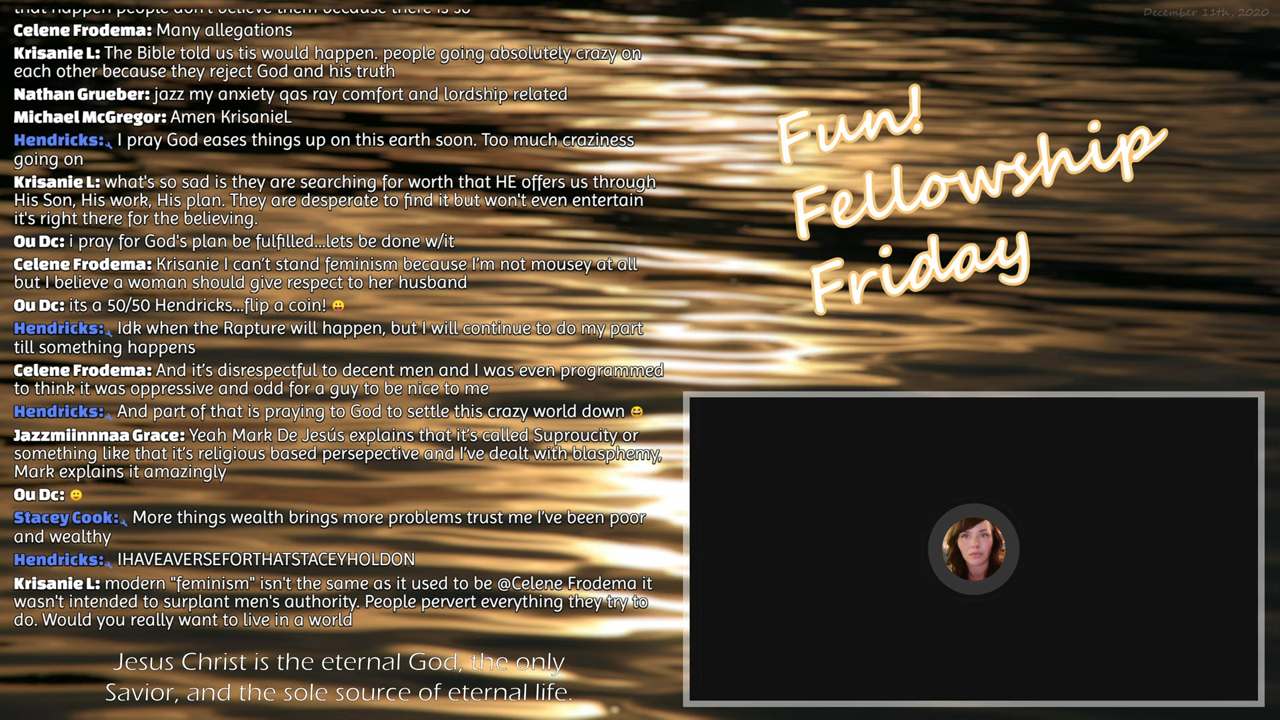 that happen people don't believe them because there is so
Celene Frodema: Many allegations
Krisanie L: The Bible told us tis would happen. people going absolutely crazy on
each other because they reject God and his truth
Nathan Grueber: jazz my anxiety qas ray comfort and lordship related
Michael McGregor: Amen KrisanieL
Hendricks: I pray God eases things up on this earth soon. Too much craziness
going on
Krisanie L: what's so sad is they are searching for worth that HE offers us through
His Son, His work, His plan. They are desperate to find it but won't even entertain
it's right there for the believing.
Ou Dc: i pray for God's plan be fulfilled...lets be done w/it
Celene Frodema: Krisanie I can't stand feminism because I'm not mousey at all
but I believe a woman should give respect to her husband
Ou Dc: its a 50/50 Hendricks...flip a coin! 😛
Hendricks: Idk when the Rapture will happen, but I will continue to do my part
till something happens
Celene Frodema: And it's disrespectful to decent men and I was even programmed
to think it was oppressive and odd for a guy to be nice to me
Hendricks: And part of that is praying to God to settle this crazy world down 😄
Jazzmiinnnaa Grace: Yeah Mark De Jesús explains that it's called Suproucity or
something like that it's religious based persepective and I've dealt with blasphemy,
Mark explains it amazingly
Ou Dc: 🙂
Stacey Cook: More things wealth brings more problems trust me I've been poor
and wealthy
Hendricks: IHAVEAVERSEFORTHATSTACEYHOLDON
Krisanie L: modern "feminism" isn't the same as it used to be @Celene Frodema it
wasn't intended to surplant men's authority. People pervert everything they try to
do. Would you really want to live in a world
Jesus Christ is the eternal God, the only
Savior, and the sole source of eternal life.
December 11th, 2020
Fun!
Fellowship
Friday